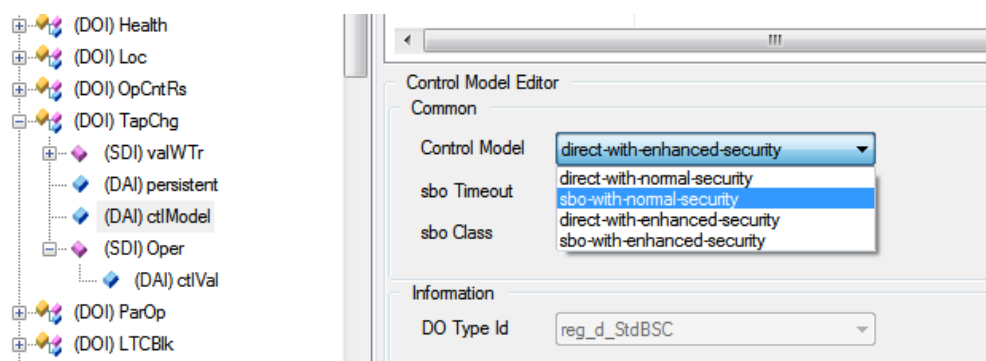 (DOI) Health
(DOI) Loc
(DOI) OpCntRs
(DOI) TapChg
(SDI) valWTr
(DAI) persistent
(DAI) ctlModel
(SDI) Oper
(DAI) ctlVal
(DOI) ParOp
(DOI) LTCBlk
Control Model Editor
Common
Control Model direct-with-enhanced-security
direct-with-normal-security
sbo Timeout
sbo-with-normal-security
direct-with-enhanced-security
sbo Class
sbo-with-enhanced-security
Information
DO Type Id reg_d_StdBSC